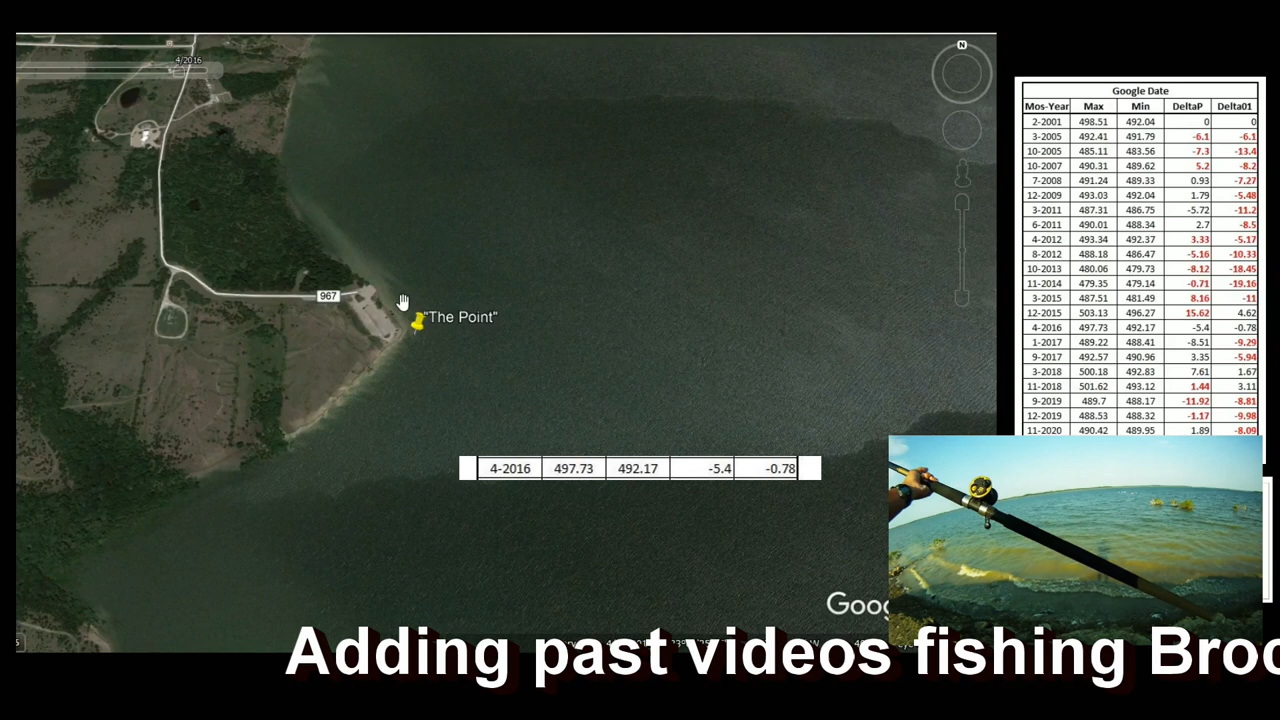 4/2016
N
967
"The Point"
4-2016 497.73 492.17 -5.4 -0.78
Google Date
Mos-Year Max Min DeltaP Delta01
2-2001 498.51 492.04 0 0
3-2005 492.41 491.79 -6.1 -6.1
10-2005 485.11 483.56 -7.3 -13.4
10-2007 490.31 489.62 5.2 -8.2
7-2008 491.24 489.33 0.93 -7.27
12-2009 493.03 492.04 1.79 -5.48
3-2011 487.31 486.75 -5.72 -11.2
6-2011 490.01 488.34 2.7 -8.5
4-2012 493.34 492.37 3.33 -5.17
8-2012 488.18 486.47 -5.16 -10.33
10-2013 480.06 479.73 -8.12 -18.45
11-2014 479.35 479.14 -0.71 -19.16
3-2015 487.51 481.49 8.16 -11
12-2015 503.13 496.27 15.62 4.62
4-2016 497.73 492.17 -5.4 -0.78
1-2017 489.22 488.41 -8.51 -9.29
9-2017 492.57 490.96 3.35 -5.94
3-2018 500.18 492.83 7.61 1.67
11-2018 501.62 493.12 1.44 3.11
9-2019 489.7 488.17 -11.92 -8.81
12-2019 488.53 488.32 -1.17 -9.98
11-2020 490.42 489.95 1.89 -8.09
Goog
Adding past videos fishing Broc